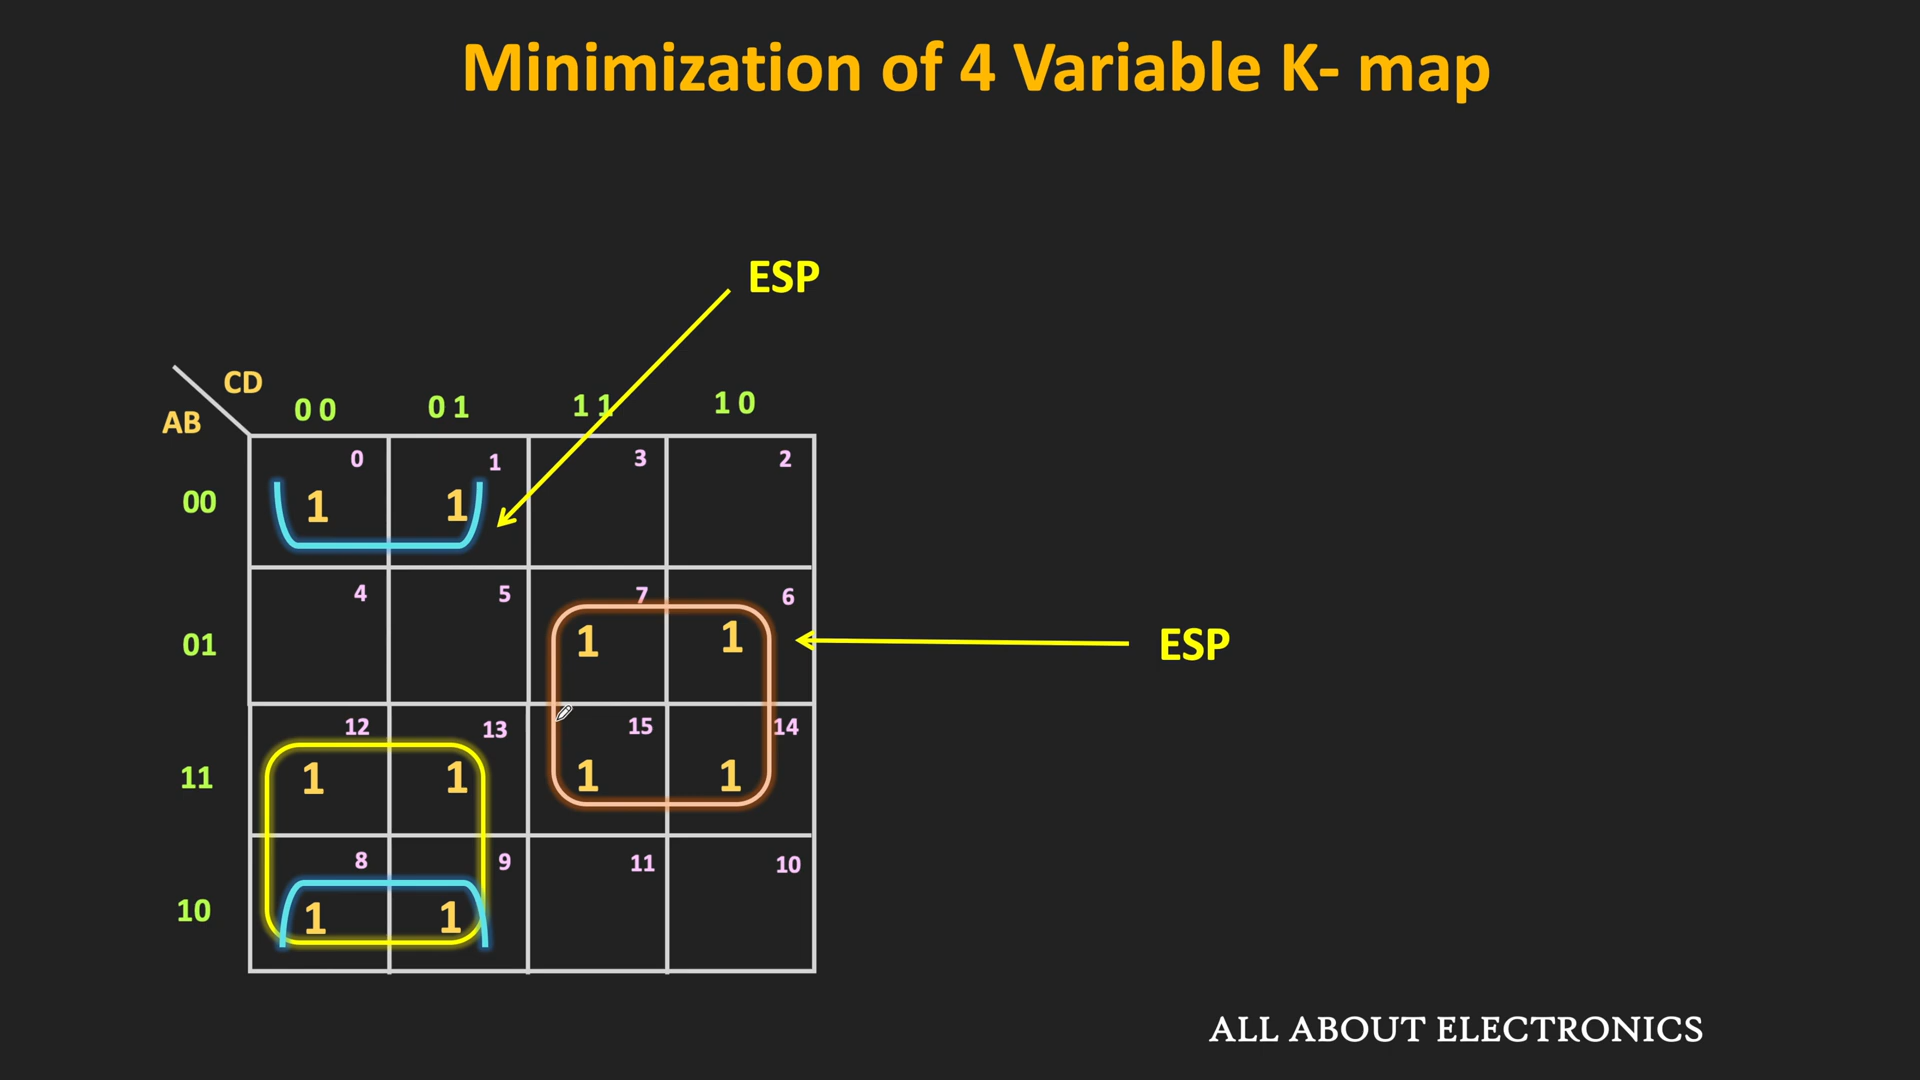 Minimization of 4 Variable K- map
ESP
CD
AB
0 0 0 1 1 1 1 0
0 1 3 2
00 1 1
4 5 7 6
01 1 1 ESP
12 13 15 14
11 1 1 1 1
8 9 11 10
10 1 1
ALL ABOUT ELECTRONICS